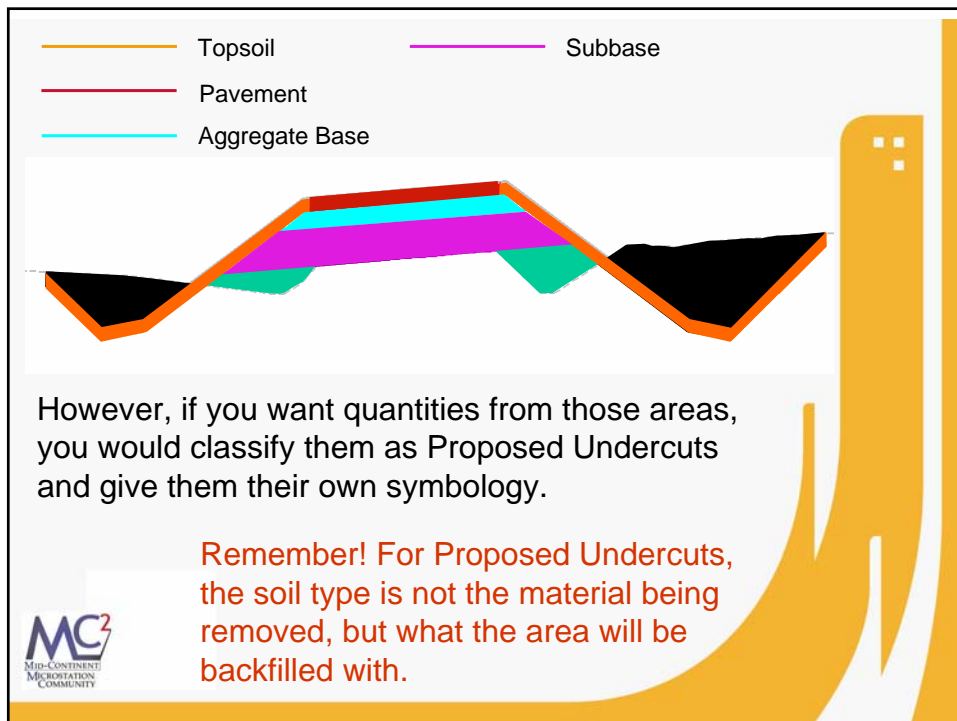 Topsoil
Subbase
Pavement
Aggregate Base
However, if you want quantities from those areas,
you would classify them as Proposed Undercuts
and give them their own symbology.
Remember! For Proposed Undercuts,
the soil type is not the material being
removed, but what the area will be
backfilled with.
MC2
MID-CONTINENT
MICROSTATION
COMMUNITY